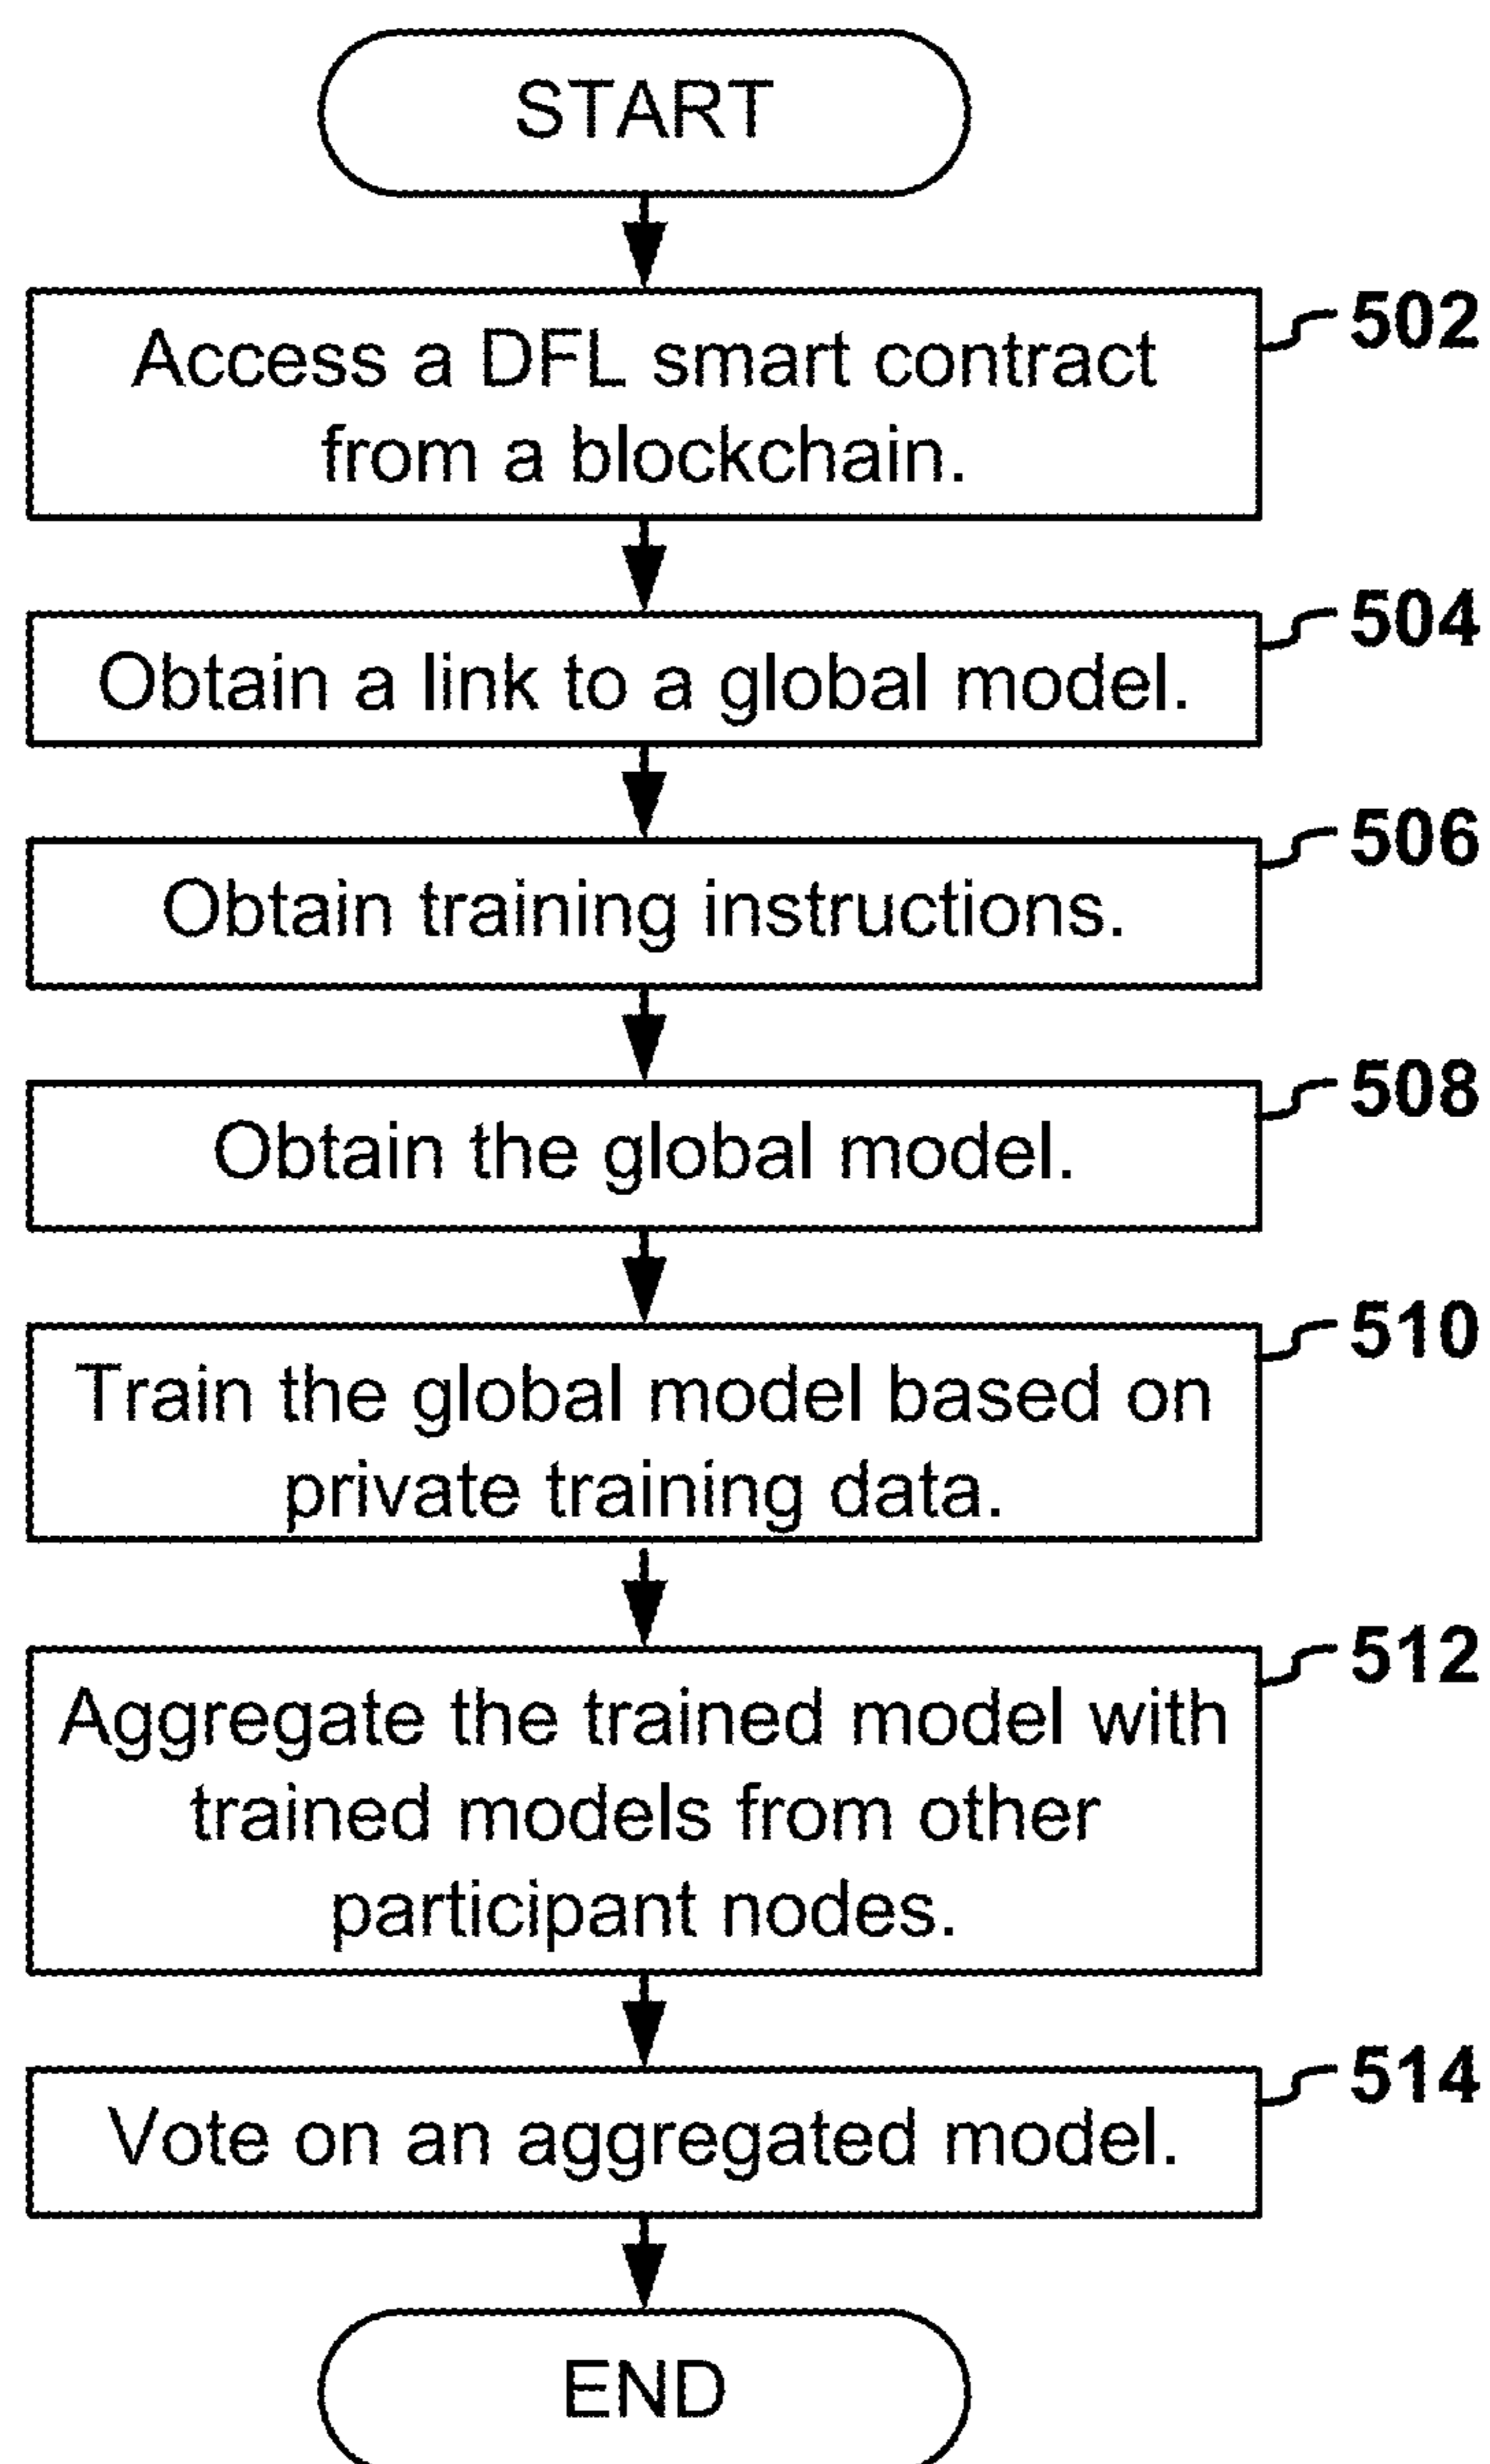 START
502
Access a DFL smart contract
from a blockchain.
504
Obtain a link to a global model.
506
Obtain training instructions.
508
Obtain the global model.
510
Train the global model based on
private training data.
512
Aggregate the trained model with
trained models from other
participant nodes.
514
Vote on an aggregated model.
END